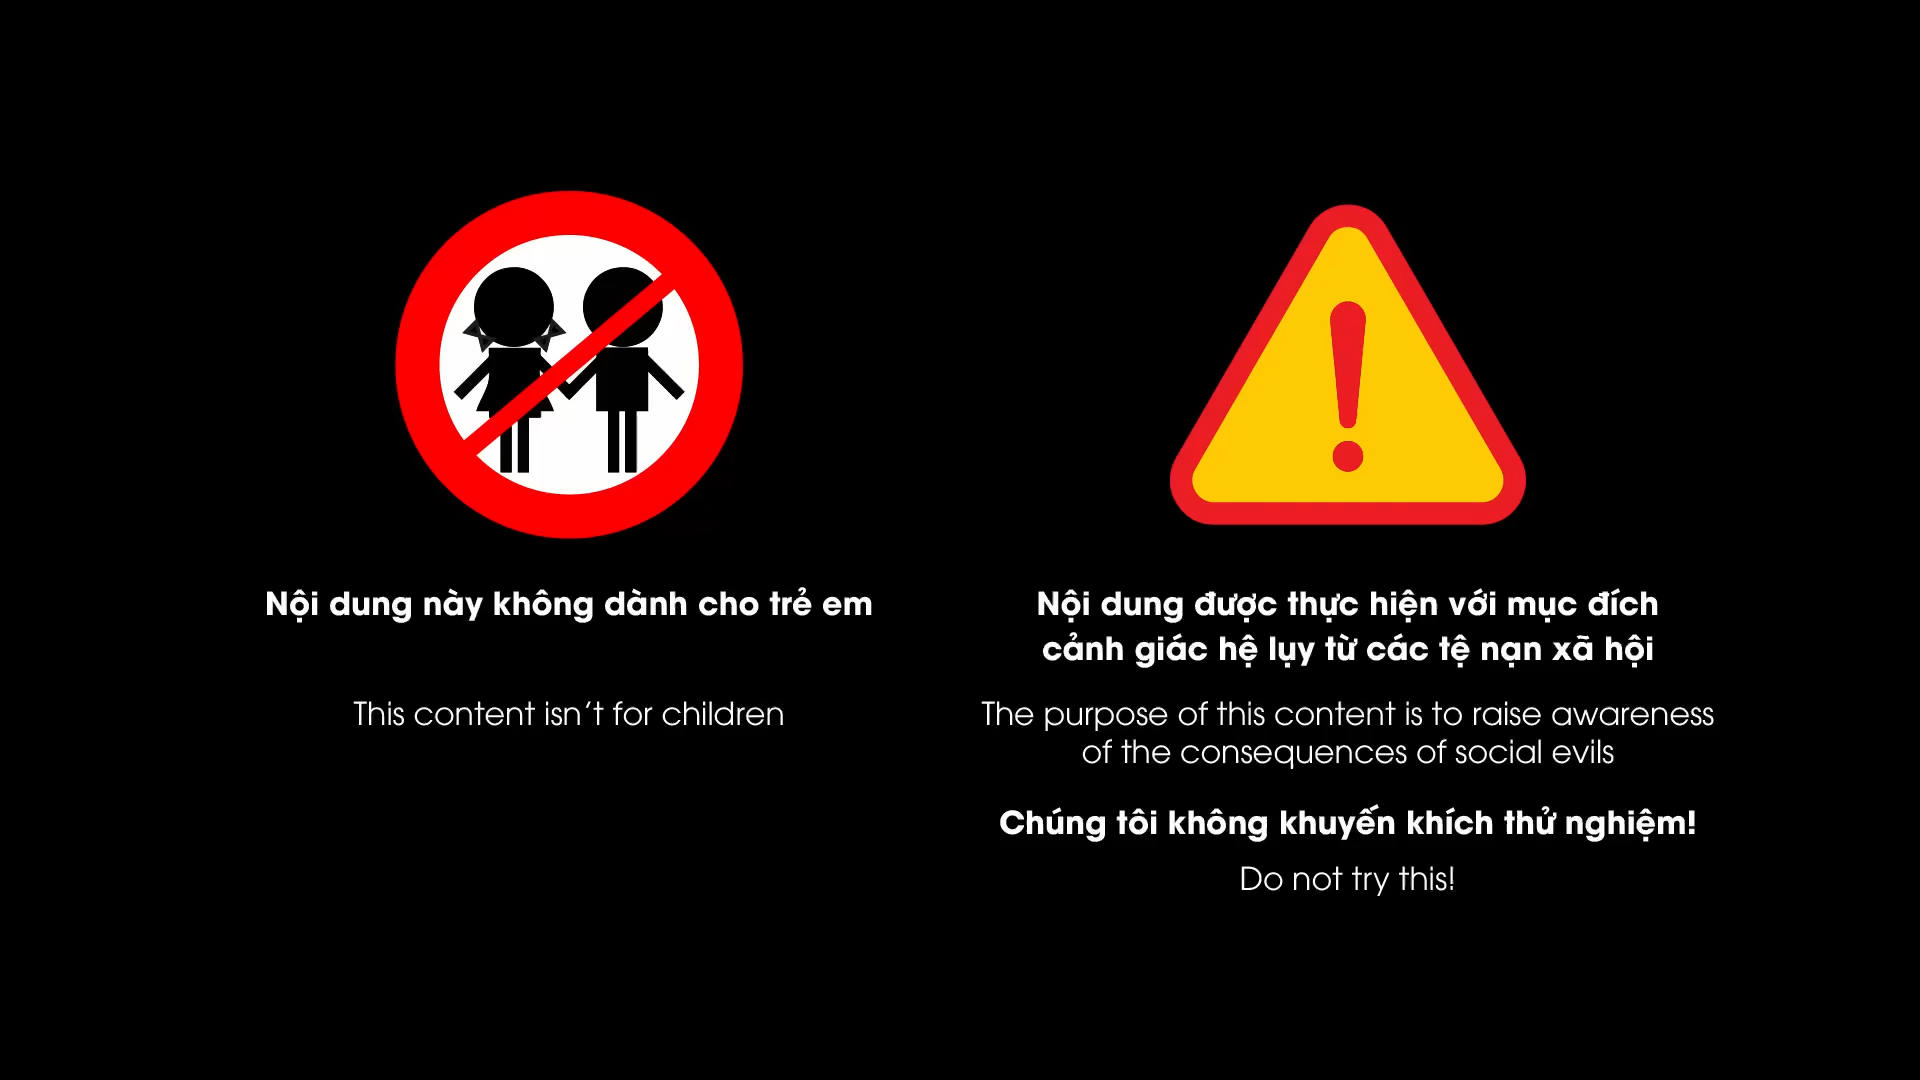 Nội dung này không dành cho trẻ em
This content isn't for children
Nội dung được thực hiện với mục đích
cảnh giác hệ lụy từ các tệ nạn xã hội
The purpose of this content is to raise awareness
of the consequences of social evils
Chúng tôi không khuyến khích thử nghiệm!
Do not try this!